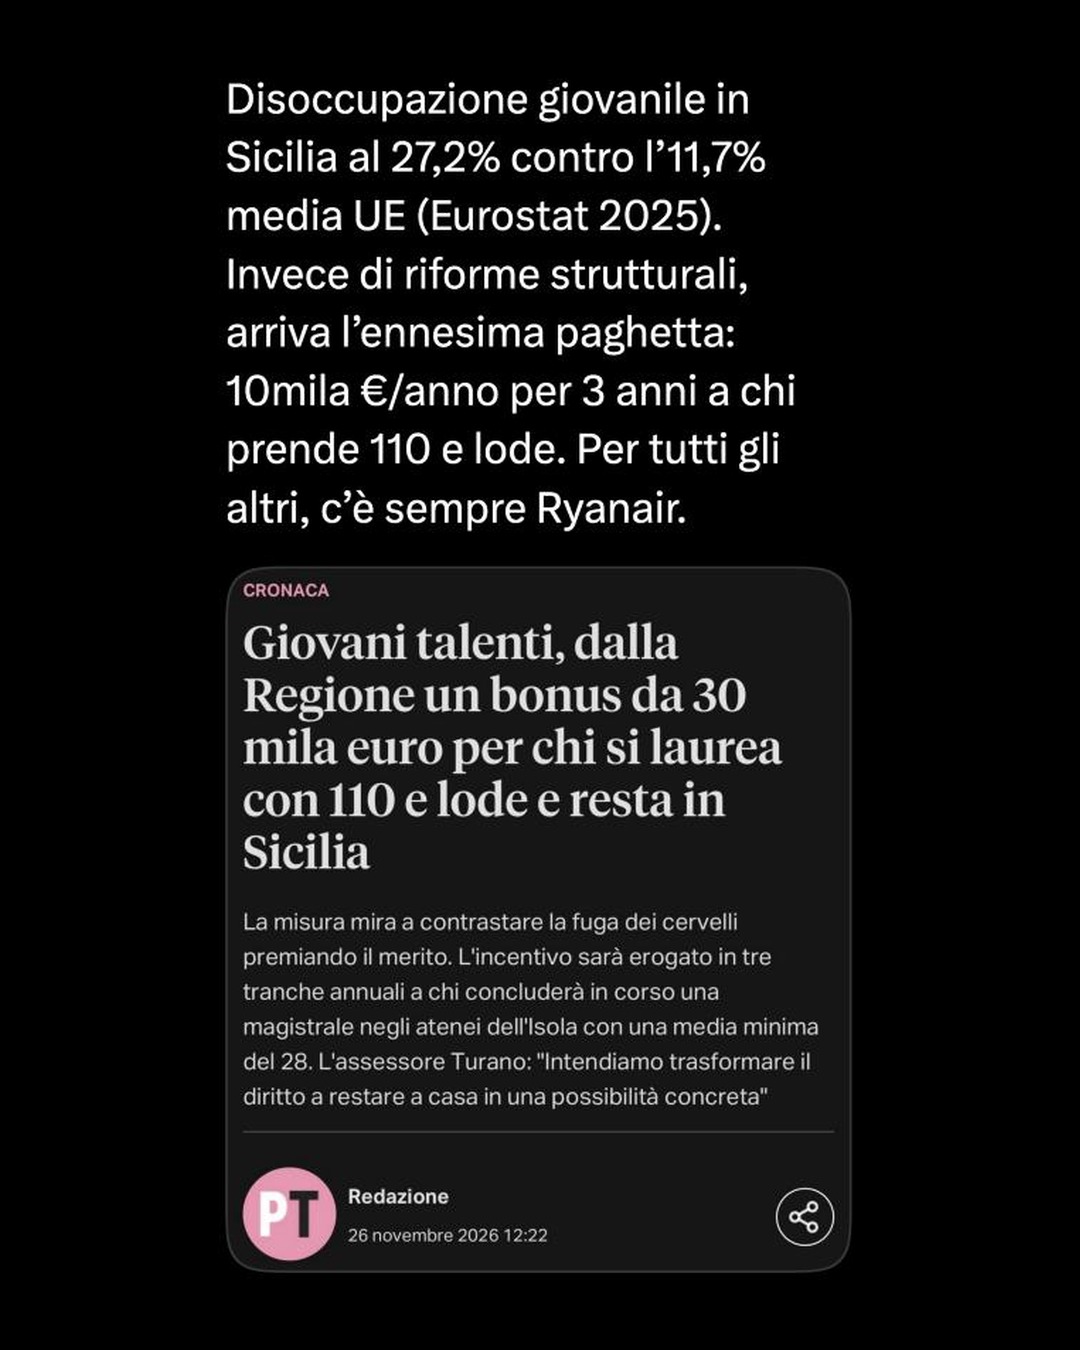 Disoccupazione giovanile in
Sicilia al 27,2% contro l’11,7%
media UE (Eurostat 2025).
Invece di riforme strutturali,
arriva l’ennesima paghetta:
10mila €/anno per 3 anni a chi
prende 110 e lode. Per tutti gli
altri, c’è sempre Ryanair.
CRONACA
Giovani talenti, dalla
Regione un bonus da 30
mila euro per chi si laurea
con 110 e lode e resta in
Sicilia
La misura mira a contrastare la fuga dei cervelli
premiando il merito. L'incentivo sarà erogato in tre
tranche annuali a chi concluderà in corso una
magistrale negli atenei dell'Isola con una media minima
del 28. L'assessore Turano: "Intendiamo trasformare il
diritto a restare a casa in una possibilità concreta"
PT
Redazione
26 novembre 2026 12:22